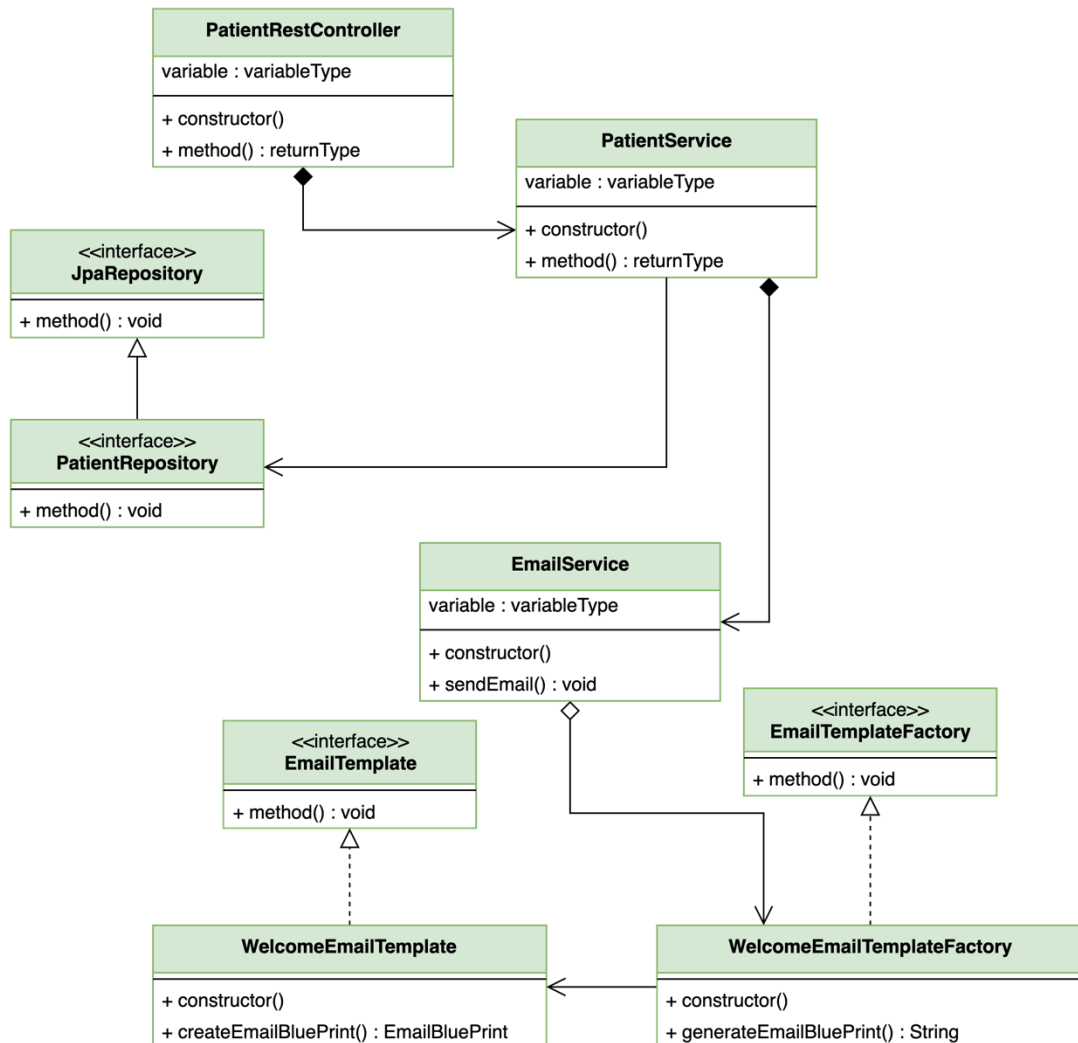 PatientRestController
variable : variableType
+ constructor()
+ method() : returnType
PatientService
variable : variableType
+ constructor()
+ method() : returnType
<<interface>>
JpaRepository
+ method() : void
<<interface>>
PatientRepository
+ method() : void
EmailService
variable : variableType
+ constructor()
+ sendEmail() : void
<<interface>>
EmailTemplateFactory
+ method() : void
<<interface>>
EmailTemplate
+ method() : void
WelcomeEmailTemplate
+ constructor()
+ createEmailBluePrint() : EmailBluePrint
WelcomeEmailTemplateFactory
+ constructor()
+ generateEmailBluePrint() : String